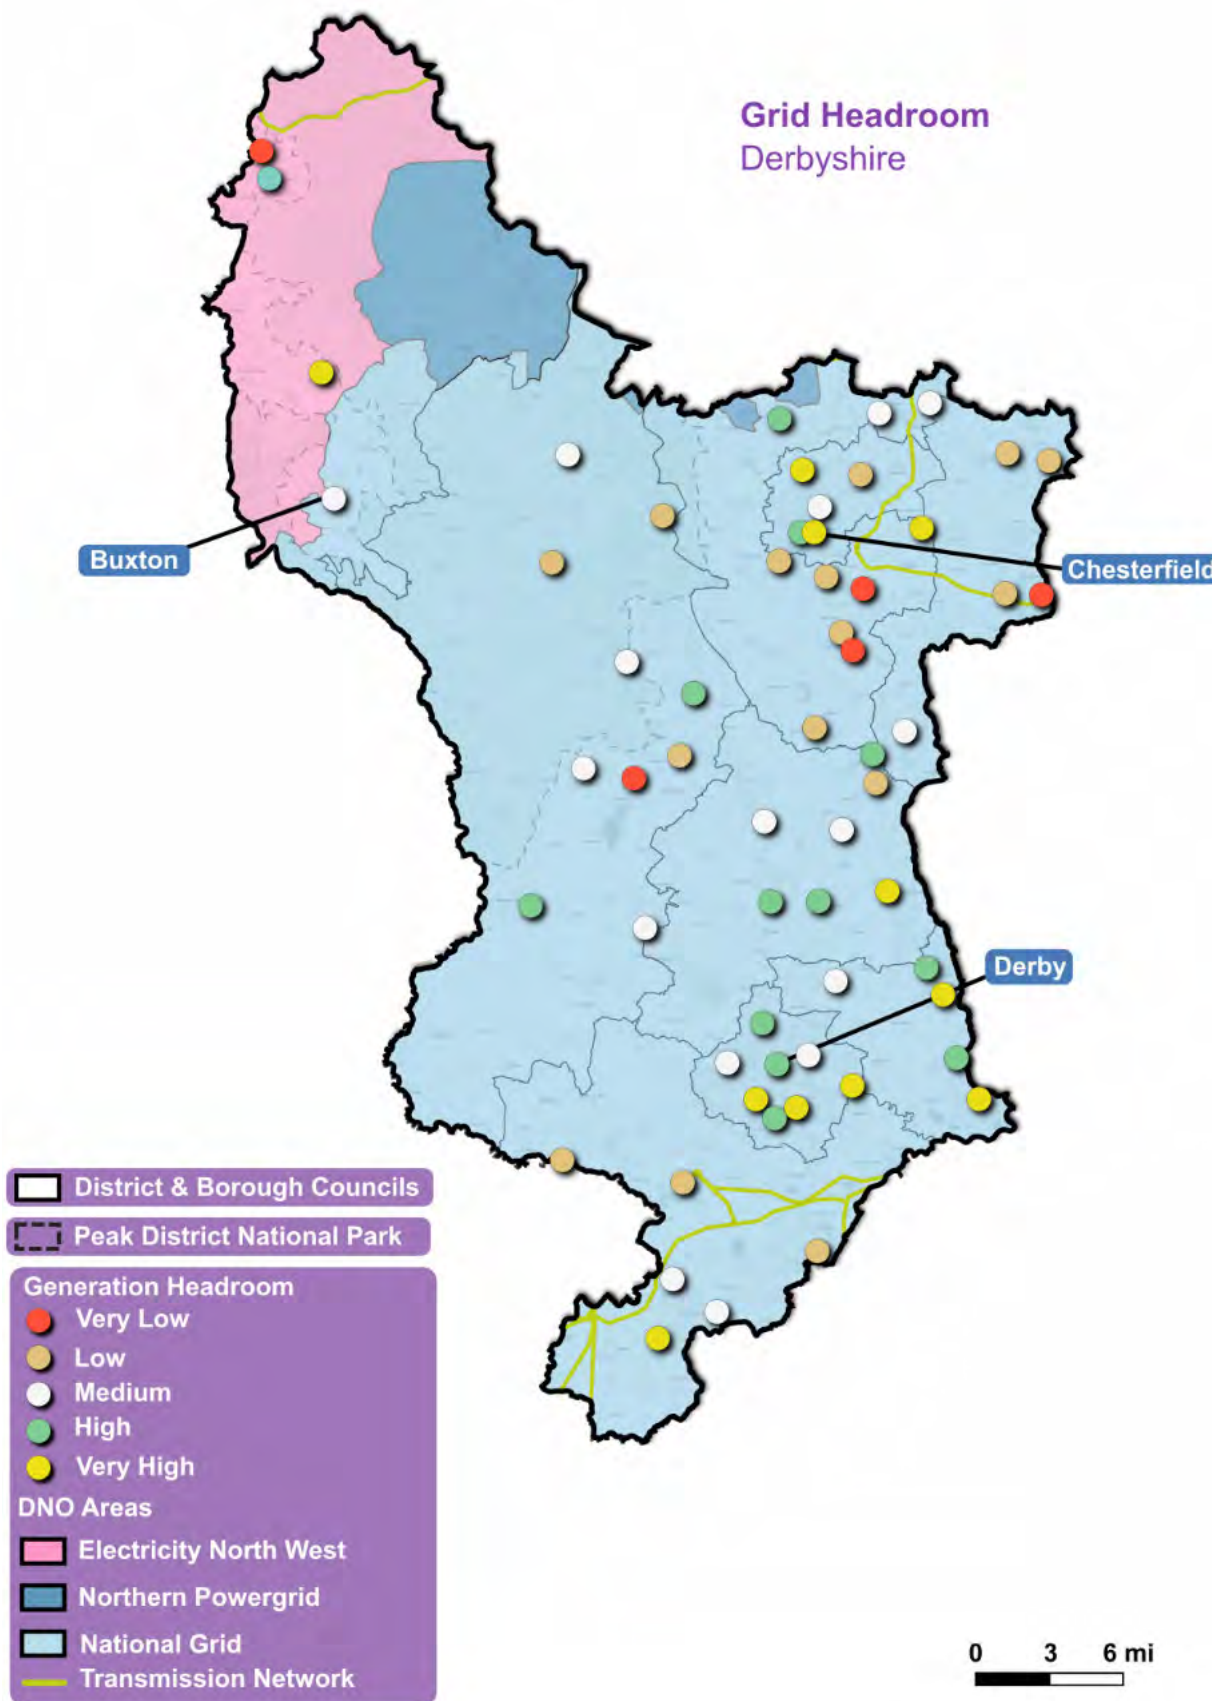 Grid Headroom
Derbyshire
Buxton
Chesterfield
Derby
District & Borough Councils
Peak District National Park
Generation Headroom
Very Low
Low
Medium
High
Very High
DNO Areas
Electricity North West
Northern Powergrid
National Grid
Transmission Network
0 3 6 mi